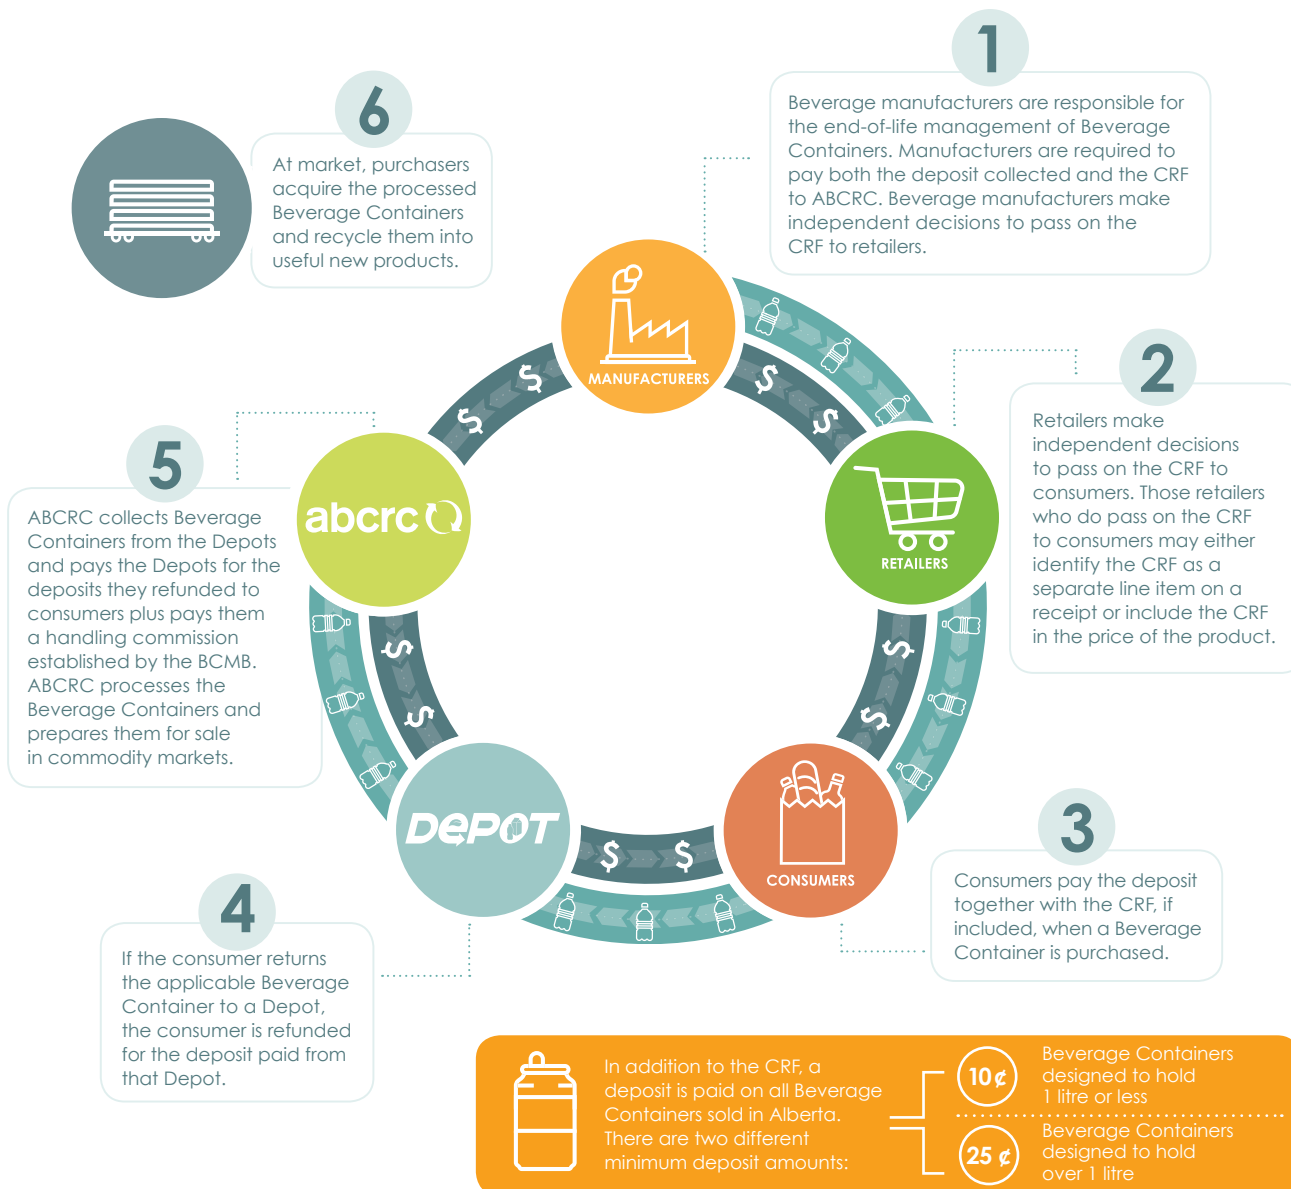 1
Beverage manufacturers are responsible for
the end-of-life management of Beverage
Containers. Manufacturers are required to
pay both the deposit collected and the CRF
to ABCRC. Beverage manufacturers make
independent decisions to pass on the
CRF to retailers.
6
At market, purchasers
acquire the processed
Beverage Containers
and recycle them into
useful new products.
MANUFACTURERS
$ $ $ $
2
Retailers make
independent decisions
to pass on the CRF to
consumers. Those retailers
who do pass on the CRF
to consumers may either
identify the CRF as a
separate line item on a
receipt or include the CRF
in the price of the product.
RETAILERS
5
ABCRC collects Beverage
Containers from the Depots
and pays the Depots for the
deposits they refunded to
consumers plus pays them
a handling commission
established by the BCMB.
ABCRC processes the
Beverage Containers and
prepares them for sale
in commodity markets.
abcrc
$ $
$ $
DEPOT
$ $
CONSUMERS
3
Consumers pay the deposit
together with the CRF, if
included, when a Beverage
Container is purchased.
4
If the consumer returns
the applicable Beverage
Container to a Depot,
the consumer is refunded
for the deposit paid from
that Depot.
In addition to the CRF, a
deposit is paid on all Beverage
Containers sold in Alberta.
There are two different
minimum deposit amounts:
10¢
Beverage Containers
designed to hold
1 litre or less
25 ¢
Beverage Containers
designed to hold
over 1 litre